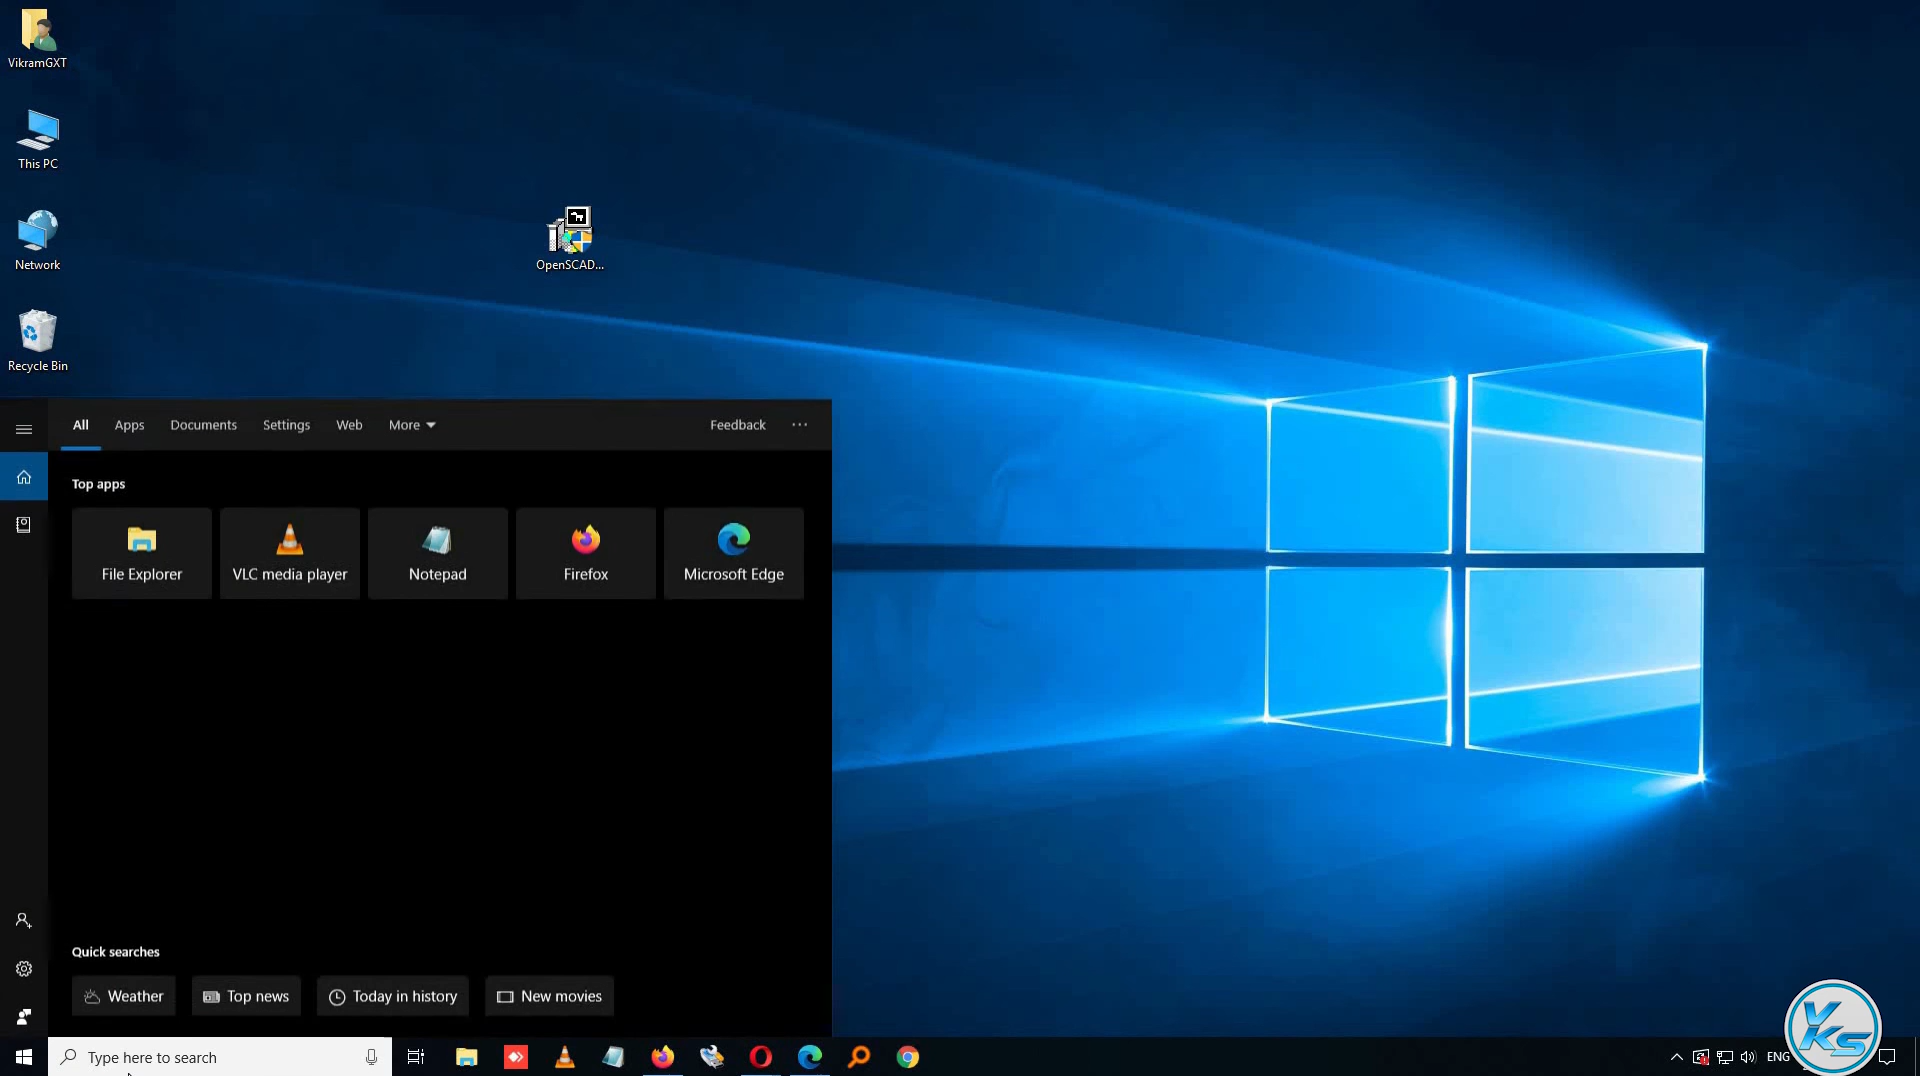 VikramGXT
This PC
Network
Recycle Bin
OpenSCAD...
All Apps Documents Settings Web More Feedback
Top apps
File Explorer VLC media player Notepad Firefox Microsoft Edge
Quick searches
Weather Top news Today in history New movies
Type here to search ENG
VKS